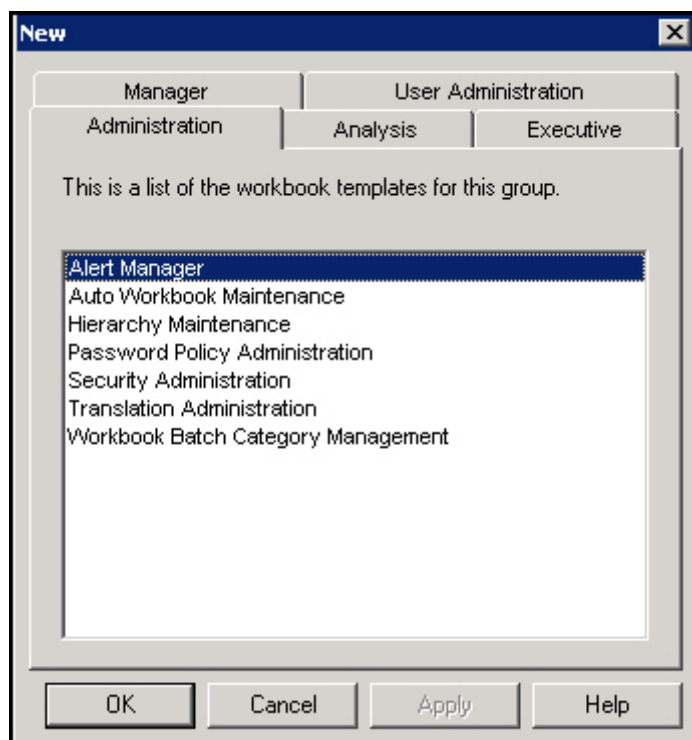 New
Manager
User Administration
Administration
Analysis
Executive
This is a list of the workbook templates for this group.
Alert Manager
Auto Workbook Maintenance
Hierarchy Maintenance
Password Policy Administration
Security Administration
Translation Administration
Workbook Batch Category Management
OK
Cancel
Apply
Help